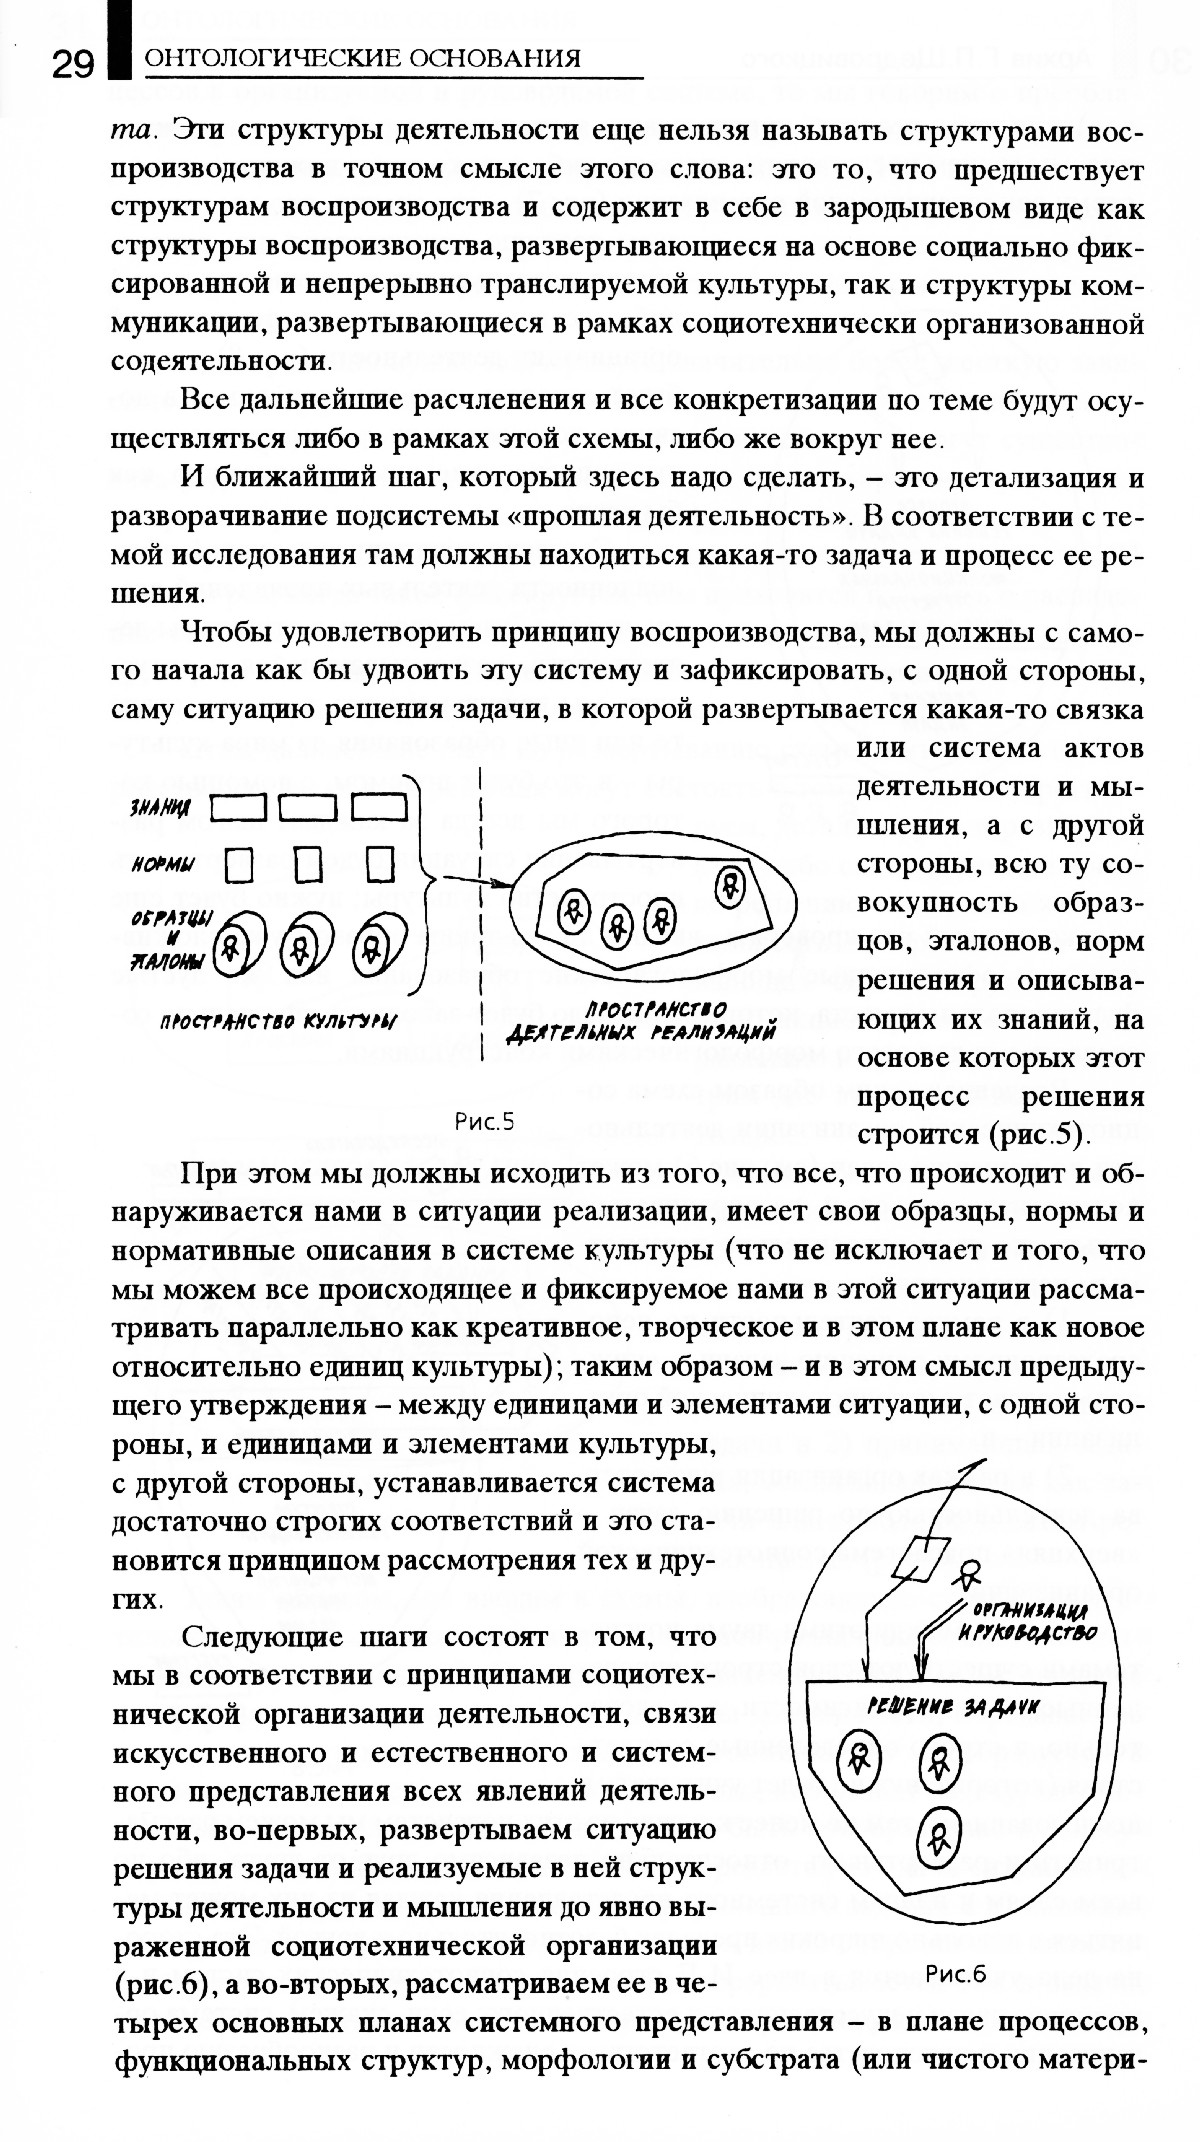 29 ОНТОЛОГИЧЕСКИЕ ОСНОВАНИЯ
та. Эти структуры деятельности еще нельзя называть структурами вос-
производства в точном смысле этого слова: это то, что предшествует
структурам воспроизводства и содержит в себе в зародышевом виде как
структуры воспроизводства, развертывающиеся на основе социально фик-
сированной и непрерывно транслируемой культуры, так и структуры ком-
муникации, развертывающиеся в рамках социотехнически организованной
содеятельности.
Все дальнейшие расчленения и все конкретизации по теме будут осу-
ществляться либо в рамках этой схемы, либо же вокруг нее.
И ближайший шаг, который здесь надо сделать, – это детализация и
разворачивание подсистемы «прошлая деятельность». В соответствии с те-
мой исследования там должны находиться какая-то задача и процесс ее ре-
шения.
Чтобы удовлетворить принципу воспроизводства, мы должны с само-
го начала как бы удвоить эту систему и зафиксировать, с одной стороны,
саму ситуацию решения задачи, в которой развертывается какая-то связка
или система актов
деятельности и мы-
шления, а с другой
стороны, всю ту со-
вокупность образ-
цов, эталонов, норм
решения и описыва-
ющих их знаний, на
основе которых этот
процесс решения
строится (рис.5).
ЗНАНИЯ
НОРМЫ
ОБРАЗЦЫ
И
ЭТАЛОНЫ
ПРОСТРАНСТВО КУЛЬТУРЫ
ПРОСТРАНСТВО
ДЕЯТЕЛЬНЫХ РЕАЛИЗАЦИЙ
Рис.5
При этом мы должны исходить из того, что все, что происходит и об-
наруживается нами в ситуации реализации, имеет свои образцы, нормы и
нормативные описания в системе культуры (что не исключает и того, что
мы можем все происходящее и фиксируемое нами в этой ситуации рассма-
тривать параллельно как креативное, творческое и в этом плане как новое
относительно единиц культуры); таким образом – и в этом смысл предыду-
щего утверждения – между единицами и элементами ситуации, с одной сто-
роны, и единицами и элементами культуры,
с другой стороны, устанавливается система
достаточно строгих соответствий и это ста-
новится принципом рассмотрения тех и дру-
гих.
Следующие шаги состоят в том, что
мы в соответствии с принципами социотех-
нической организации деятельности, связи
искусственного и естественного и систем-
ного представления всех явлений деятель-
ности, во-первых, развертываем ситуацию
решения задачи и реализуемые в ней струк-
туры деятельности и мышления до явно вы-
раженной социотехнической организации
(рис.6), а во-вторых, рассматриваем ее в че-
ОРГАНИЗАЦИЯ
И РУКОВОДСТВО
РЕШЕНИЕ ЗАДАЧИ
Рис.6
тырех основных планах системного представления – в плане процессов,
функциональных структур, морфологии и субстрата (или чистого матери-